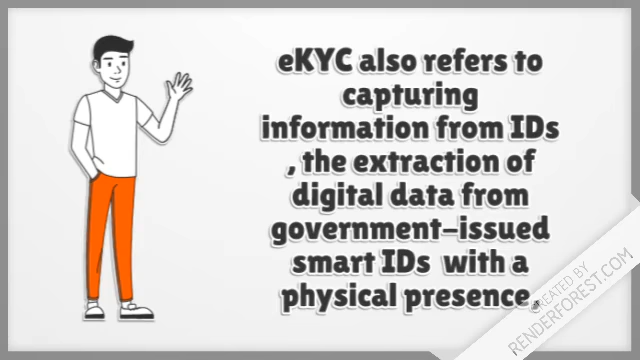 eKYC also refers to
capturing
information from IDs
, the extraction of
digital data from
government-issued
smart IDs with a
physical presence.
CREATED BY
RENDERFOREST.COM